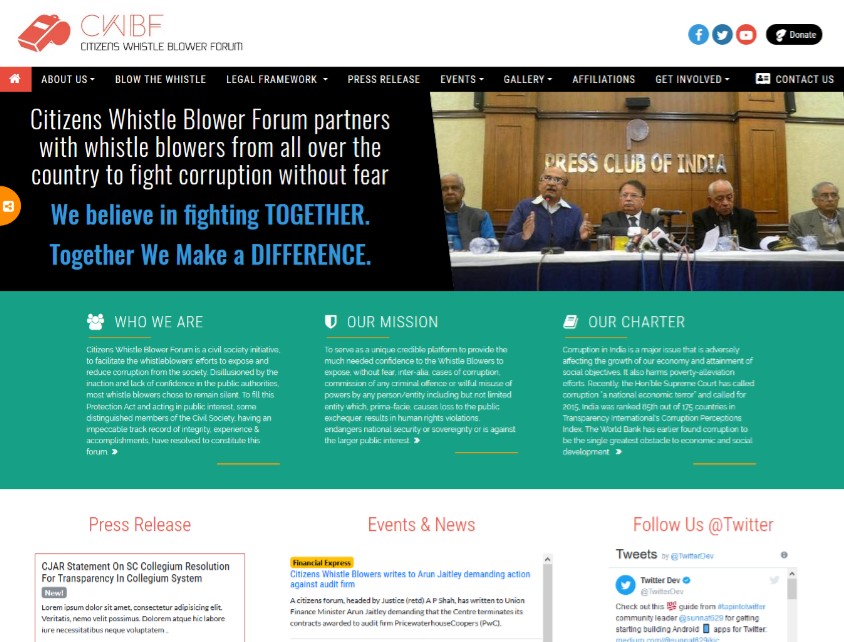 CWBF
CITIZENS WHISTLE BLOWER FORUM
Donate
ABOUT US
BLOW THE WHISTLE
LEGAL FRAMEWORK
PRESS RELEASE
EVENTS
GALLERY
AFFILIATIONS
GET INVOLVED
CONTACT US
Citizens Whistle Blower Forum partners
with whistle blowers from all over the
country to fight corruption without fear
We believe in fighting TOGETHER.
Together We Make a DIFFERENCE.
PRESS CLUB OF INDIA
WHO WE ARE
Citizens Whistle Blower Forum is a civil society initiative,
to facilitate the whistleblowers' efforts to expose and
reduce corruption from the society. Disillusioned by the
inaction and lack of confidence in the public authorities,
most whistle blowers chose to remain silent. To fill this
Protection Act and acting in public interest, some
distinguished members of the Civil Society, having an
impeccable track record of integrity, experience &
accomplishments, have resolved to constitute this
forum. »
OUR MISSION
To serve as a unique credible platform to provide the
much needed confidence to the Whistle Blowers to
expose, without fear, inter-alia, cases of corruption,
commission of any criminal offence or wilful misuse of
powers by any person/entity including but not limited
entity which, prima-facie, causes loss to the public
exchequer, results in human rights violations,
endangers national security or sovereignty or is against
the larger public interest. »
OUR CHARTER
Corruption in India is a major issue that is adversely
affecting the growth of our economy and attainment of
social objectives. It also harms poverty-alleviation
efforts. Recently, the Hon'ble Supreme Court has called
corruption "a national economic terror" and called for
2015, India was ranked 85th out of 175 countries in
Transparency International's Corruption Perceptions
Index. The World Bank has earlier found corruption to
be the single greatest obstacle to economic and social
development. »
Press Release
CJAR Statement On SC Collegium Resolution
For Transparency In Collegium System
New!
Lorem ipsum dolor sit amet, consectetur adipisicing elit.
Veritatis, nemo velit possimus. Dolorem atque hic labore
iure necessitatibus neque voluptatem ..
Events & News
Financial Express
Citizens Whistle Blowers writes to Arun Jaitley demanding action
against audit firm
A citizens forum, headed by Justice (retd) A P Shah, has written to Union
Finance Minister Arun Jaitley demanding that the Centre terminates its
contracts awarded to audit firm PricewaterhouseCoopers (PwC).
Follow Us @Twitter
Tweets by @TwitterDev
Twitter Dev
@TwitterDev
Check out this guide from #tapintotwitter
community leader @sunnat629 for getting
starting building Android apps for Twitter